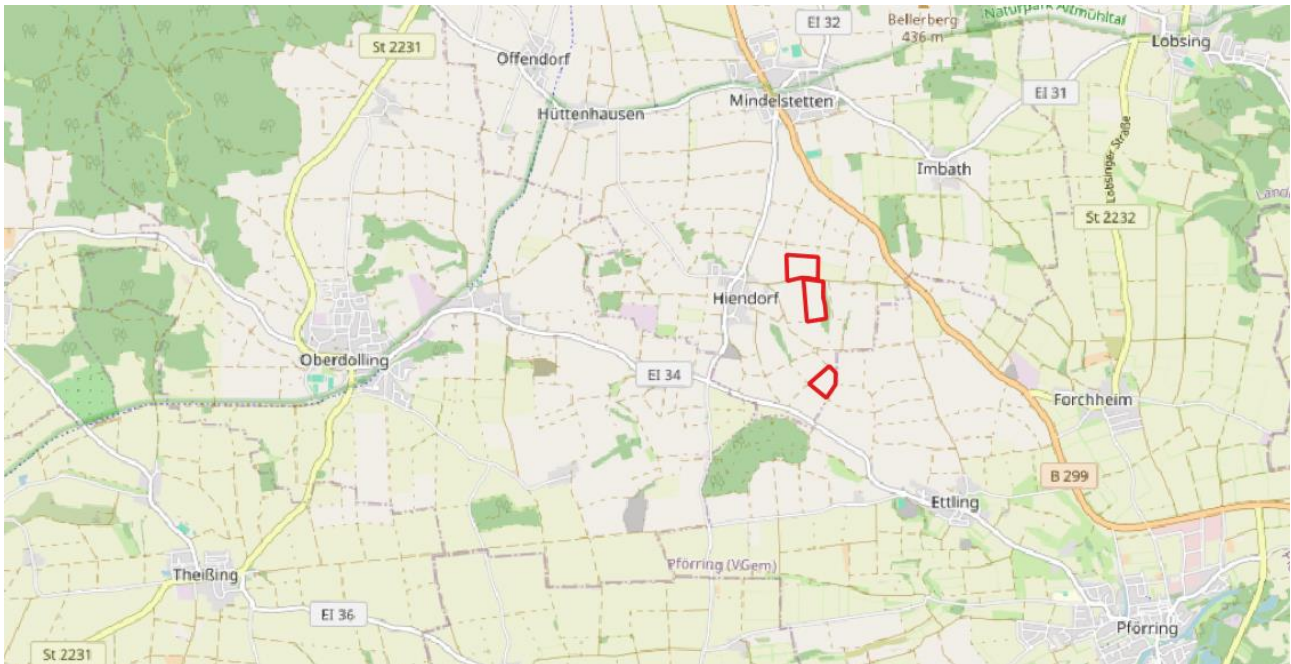 Naturpark Altmühltal
Bellerberg
436 m
EI 32
Lobsing
St 2231
Offendorf
EI 31
Mindelstetten
Hüttenhausen
Lobsinger Straße
Imbath
Landk
St 2232
Hiendorf
Oberdolling
EI 34
Forchheim
B 299
Ettling
Pförring (VGem)
Theißing
EI 36
Pförring
St 2231